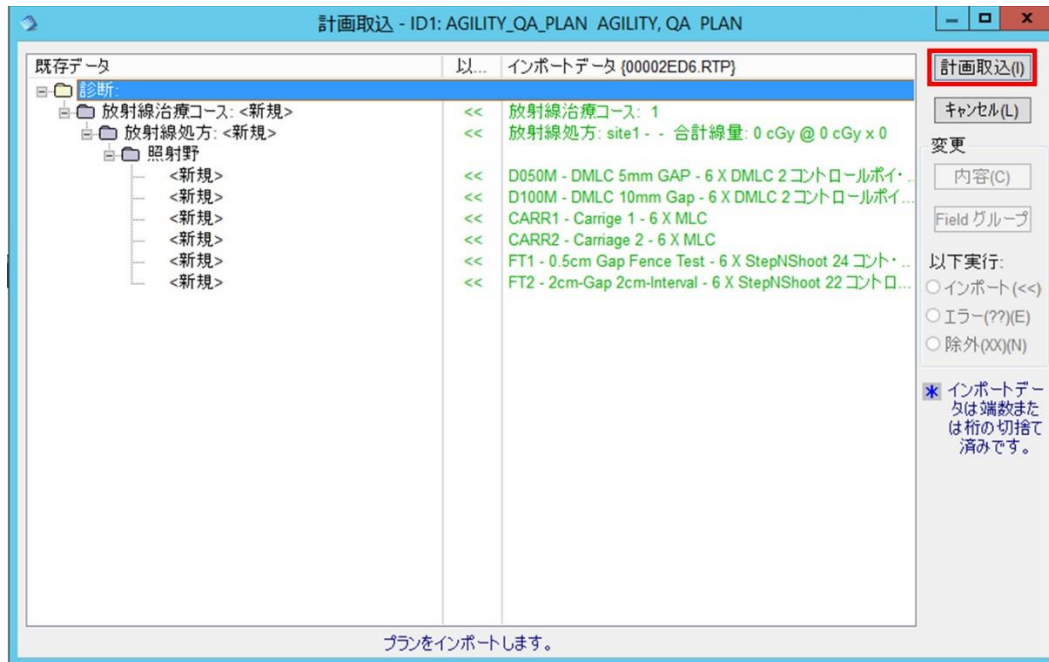 計画取込 - ID1: AGILITY_QA_PLAN AGILITY, QA PLAN
既存データ 以... インポートデータ {00002ED6.RTP}
診断:
放射線治療コース: <新規> << 放射線治療コース: 1
放射線処方: <新規> << 放射線処方: site1 - - 合計線量: 0 cGy @ 0 cGy x 0
照射野
<新規> << D050M - DMLC 5mm GAP - 6 X DMLC 2 コントロールポイ・..
<新規> << D100M - DMLC 10mm Gap - 6 X DMLC 2 コントロールポイ...
<新規> << CARR1 - Carrige 1 - 6 X MLC
<新規> << CARR2 - Carriage 2 - 6 X MLC
<新規> << FT1 - 0.5cm Gap Fence Test - 6 X StepNShoot 24 コント・..
<新規> << FT2 - 2cm-Gap 2cm-Interval - 6 X StepNShoot 22 コントロ...
計画取込(I)
キャンセル(L)
変更
内容(C)
Field グループ
以下実行:
インポート(<<)
エラー(??)(E)
除外(XX)(N)
* インポートデー
タは端数また
は桁の切捨て
済みです。
プランをインポートします。